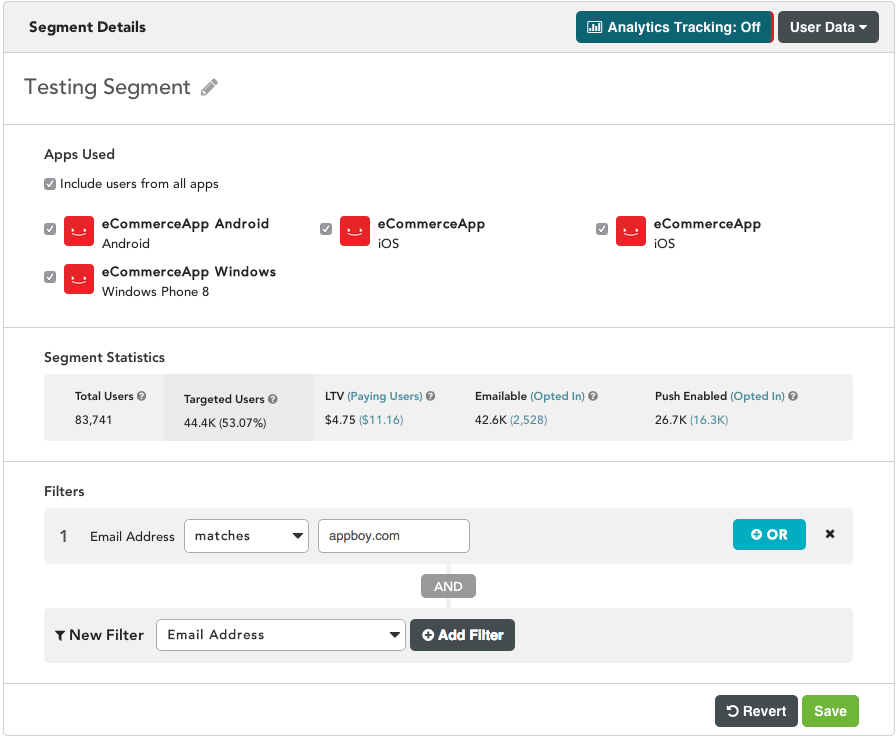 Segment Details
Analytics Tracking: Off
User Data
Testing Segment
Apps Used
Include users from all apps
eCommerceApp Android
Android
eCommerceApp
iOS
eCommerceApp
iOS
eCommerceApp Windows
Windows Phone 8
Segment Statistics
Total Users
83,741
Targeted Users
44.4K (53.07%)
LTV (Paying Users)
$4.75 ($11.16)
Emailable (Opted In)
42.6K (2,528)
Push Enabled (Opted In)
26.7K (16.3K)
Filters
1 Email Address matches appboy.com OR
AND
New Filter Email Address Add Filter
Revert Save